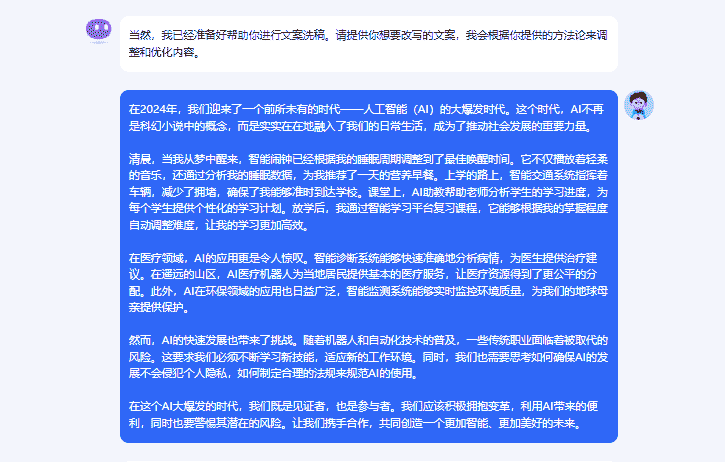 当然，我已经准备好帮助你进行文案洗稿。请提供你想要改写的文案，我会根据你提供的方法论来调
整和优化内容。
在2024年，我们迎来了一个前所未有的时代——人工智能（AI）的大爆发时代。这个时代，AI不再
是科幻小说中的概念，而是实实在在地融入了我们的日常生活，成为了推动社会发展的重要力量。
清晨，当我从梦中醒来，智能闹钟已经根据我的睡眠周期调整到了最佳唤醒时间。它不仅播放着轻柔
的音乐，还通过分析我的睡眠数据，为我推荐了一天的营养早餐。上学的路上，智能交通系统指挥着
车辆，减少了拥堵，确保了我能够准时到达学校。课堂上，AI助教帮助老师分析学生的学习进度，为
每个学生提供个性化的学习计划。放学后，我通过智能学习平台复习课程，它能够根据我的掌握程度
自动调整难度，让我的学习更加高效。
在医疗领域，AI的应用更是令人惊叹。智能诊断系统能够快速准确地分析病情，为医生提供治疗建
议。在遥远的山区，AI医疗机器人为当地居民提供基本的医疗服务，让医疗资源得到了更公平的分
配。此外，AI在环保领域的应用也日益广泛，智能监测系统能够实时监控环境质量，为我们的地球母
亲提供保护。
然而，AI的快速发展也带来了挑战。随着机器人和自动化技术的普及，一些传统职业面临着被取代的
风险。这要求我们必须不断学习新技能，适应新的工作环境。同时，我们也需要思考如何确保AI的发
展不会侵犯个人隐私，如何制定合理的法规来规范AI的使用。
在这个AI大爆发的时代，我们既是见证者，也是参与者。我们应该积极拥抱变革，利用AI带来的便
利，同时也要警惕其潜在的风险。让我们携手合作，共同创造一个更加智能、更加美好的未来。